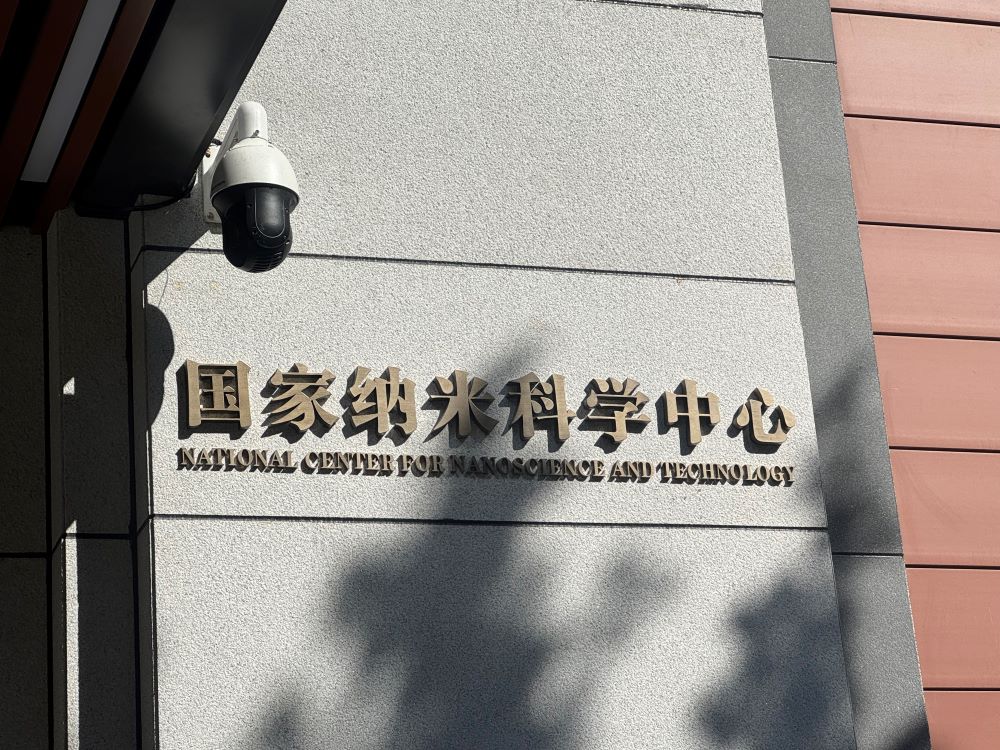 国家纳米科学中心
NATIONAL CENTER FOR NANOSCIENCE AND TECHNOLOGY